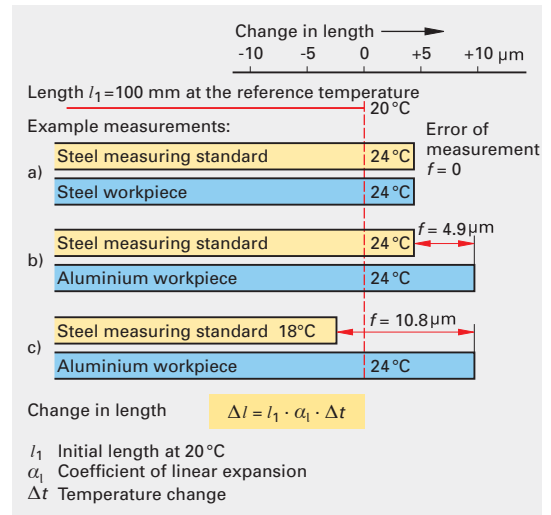 Change in length
-10 -5 0 +5 +10 µm
Length l₁=100 mm at the reference temperature
20°C
Example measurements:
Error of
measurement
f = 0
a)
Steel measuring standard 24°C
Steel workpiece 24°C
b)
f = 4.9µm
Steel measuring standard 24°C
Aluminium workpiece 24°C
c)
f = 10.8µm
Steel measuring standard 18°C
Aluminium workpiece 24°C
Change in length Δl = l₁ · α₁ · Δt
l₁ Initial length at 20°C
α₁ Coefficient of linear expansion
Δt Temperature change